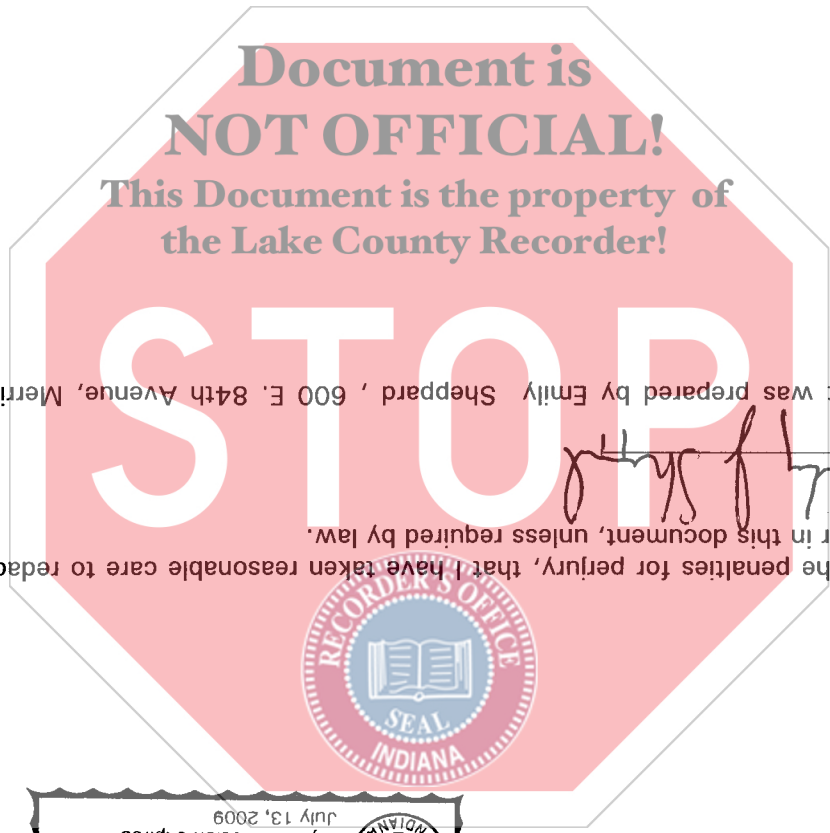 Document is
NOT OFFICIAL!
This Document is the property of
the Lake County Recorder!
STOP
he penalties for perjury, that I have taken reasonable care to redac
r in this document, unless required by law.
was prepared by Emily Sheppard , 600 E. 84th Avenue, Merri
RECORDER'S OFFICE
SEAL
INDIANA
July 13, 2009
INDIANA